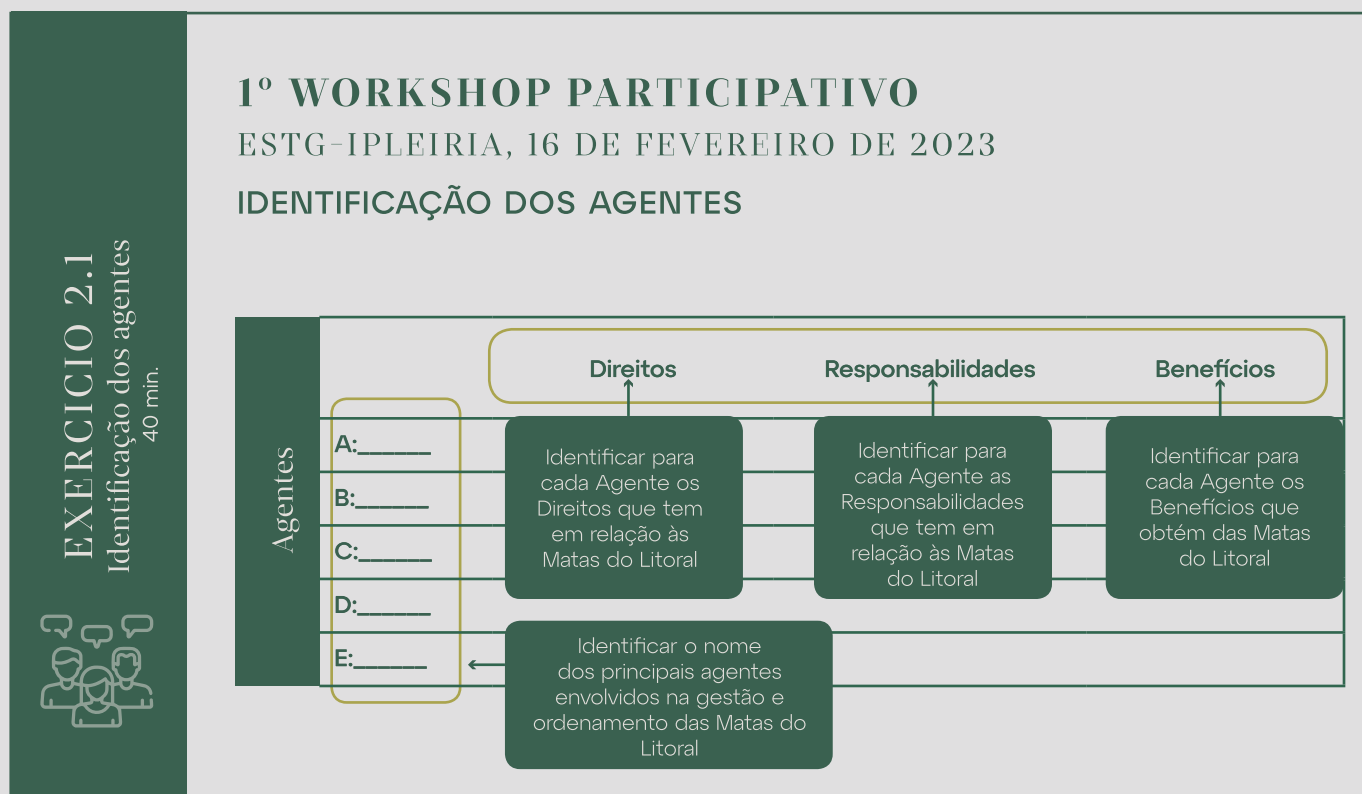 EXERCICIO 2.1
Identificação dos agentes
40 min.
1º WORKSHOP PARTICIPATIVO
ESTG-IPLEIRIA, 16 DE FEVEREIRO DE 2023
IDENTIFICAÇÃO DOS AGENTES
Agentes
Direitos
Responsabilidades
Benefícios
A:______
B:______
C:______
D:______
E:______
Identificar para
cada Agente os
Direitos que tem
em relação às
Matas do Litoral
Identificar para
cada Agente as
Responsabilidades
que tem em
relação às Matas
do Litoral
Identificar para
cada Agente os
Benefícios que
obtém das Matas
do Litoral
Identificar o nome
dos principais agentes
envolvidos na gestão e
ordenamento das Matas do
Litoral